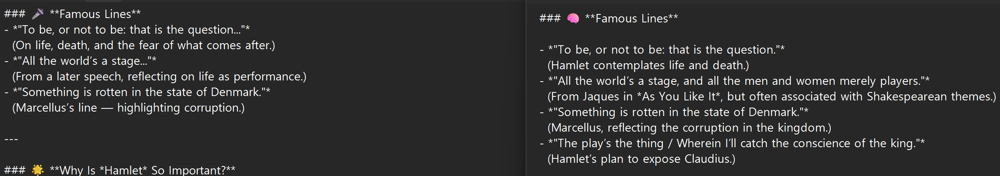 ### 🎤 **Famous Lines**
- *"To be, or not to be: that is the question..."*
(On life, death, and the fear of what comes after.)
- *"All the world’s a stage..."*
(From a later speech, reflecting on life as performance.)
- *"Something is rotten in the state of Denmark."*
(Marcellus’s line — highlighting corruption.)
---
### 🌟 **Why Is *Hamlet* So Important?**
### 🧠 **Famous Lines**
- *"To be, or not to be: that is the question."*
(Hamlet contemplates life and death.)
- *"All the world’s a stage, and all the men and women merely players."*
(From Jaques in *As You Like It*, but often associated with Shakespearean themes.)
- *"Something is rotten in the state of Denmark."*
(Marcellus, reflecting the corruption in the kingdom.)
- *"The play’s the thing / Wherein I’ll catch the conscience of the king."*
(Hamlet’s plan to expose Claudius.)